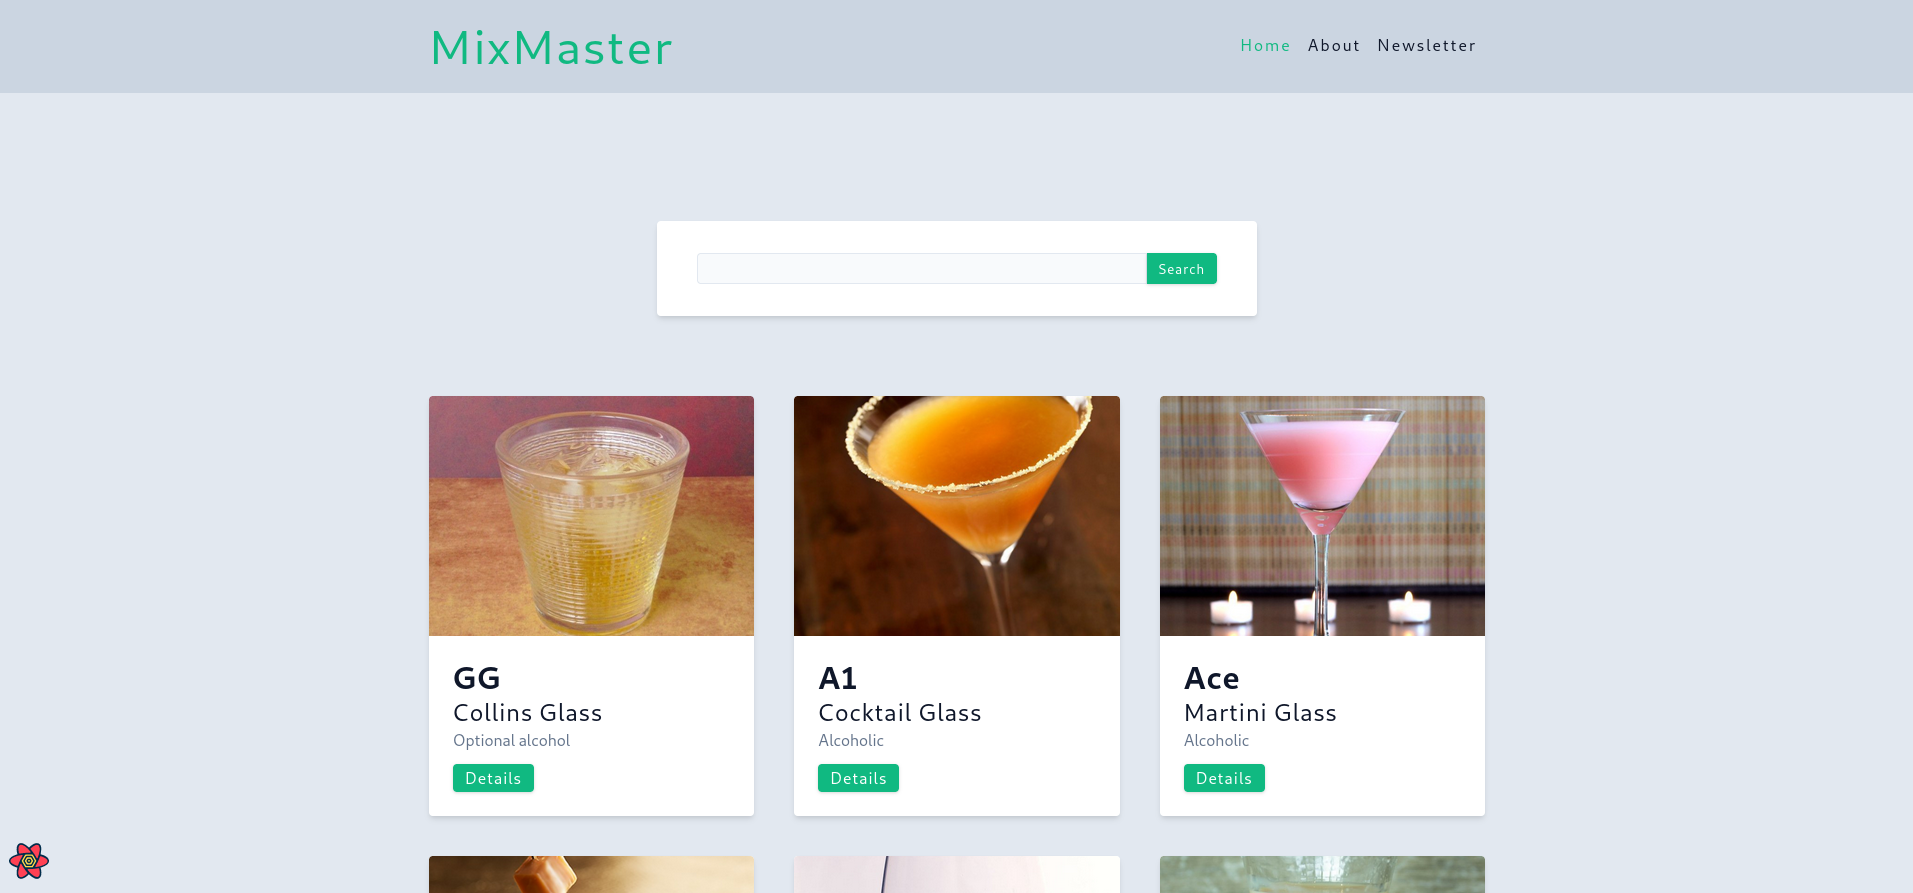 MixMaster
Home About Newsletter
Search
GG
Collins Glass
Optional alcohol
Details
A1
Cocktail Glass
Alcoholic
Details
Ace
Martini Glass
Alcoholic
Details